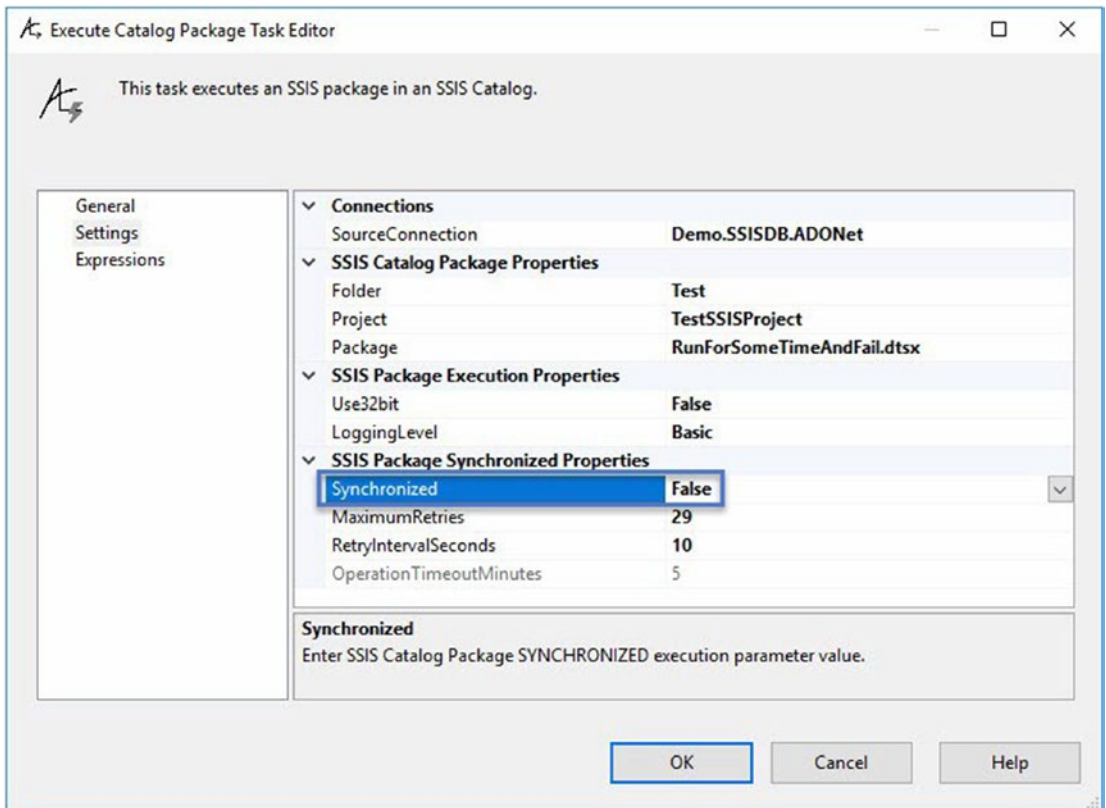 Execute Catalog Package Task Editor
This task executes an SSIS package in an SSIS Catalog.
General
Settings
Expressions
Connections
SourceConnection Demo.SSISDB.ADONet
SSIS Catalog Package Properties
Folder Test
Project TestSSISProject
Package RunForSomeTimeAndFail.dtsx
SSIS Package Execution Properties
Use32bit False
LoggingLevel Basic
SSIS Package Synchronized Properties
Synchronized False
MaximumRetries 29
RetryIntervalSeconds 10
OperationTimeoutMinutes 5
Synchronized
Enter SSIS Catalog Package SYNCHRONIZED execution parameter value.
OK Cancel Help